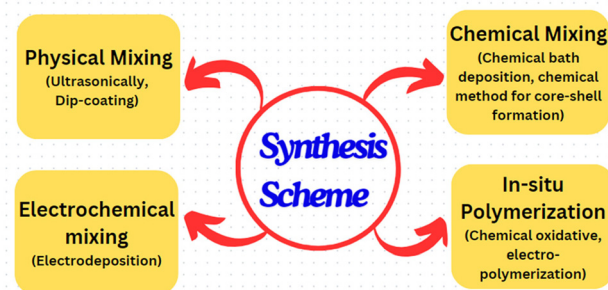 Physical Mixing
(Ultrasonically,
Dip-coating)
Chemical Mixing
(Chemical bath
deposition, chemical
method for core-shell
formation)
Synthesis
Scheme
Electrochemical
mixing
(Electrodeposition)
In-situ
Polymerization
(Chemical oxidative,
electro-
polymerization)